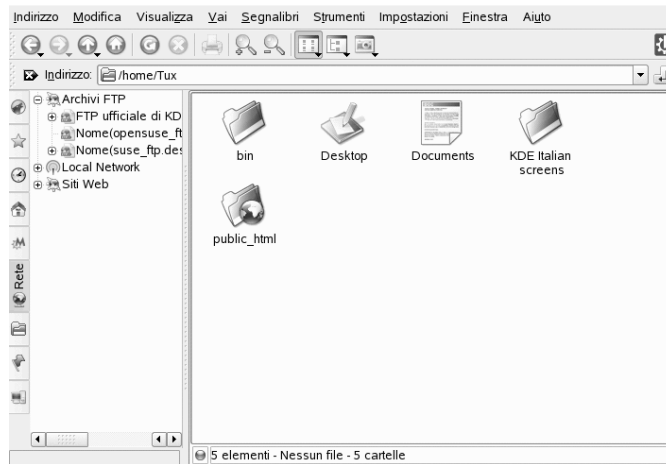 Indirizzo Modifica Visualizza Vai Segnalibri Strumenti Impostazioni Finestra Aiuto
Indirizzo: /home/Tux
Archivi FTP
FTP ufficiale di KD
Nome(opensuse_ft
Nome(suse_ftp.des
Local Network
Siti Web
Rete
bin
Desktop
Documents
KDE Italian
screens
public_html
5 elementi - Nessun file - 5 cartelle